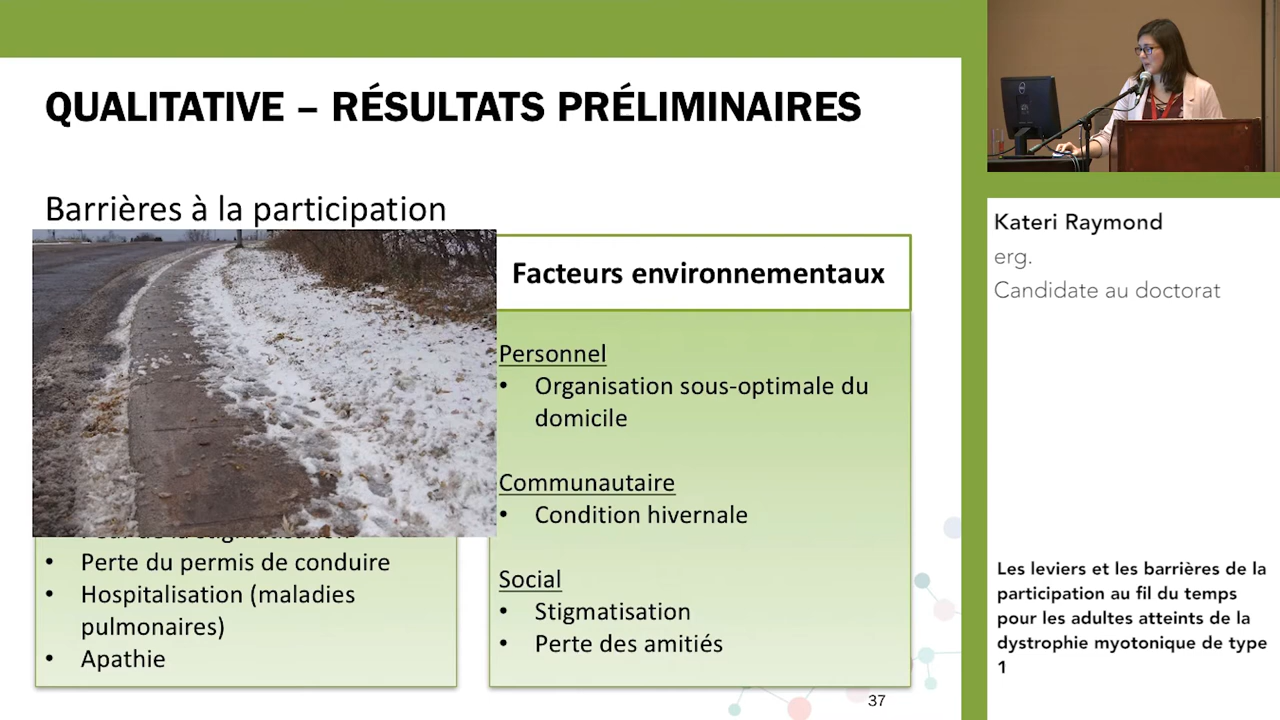 QUALITATIVE – RÉSULTATS PRÉLIMINAIRES
Barrières à la participation
Facteurs environnementaux
Personnel
• Organisation sous-optimale du
domicile
Communautaire
• Condition hivernale
Social
• Stigmatisation
• Perte des amitiés
• Perte du permis de conduire
• Hospitalisation (maladies
pulmonaires)
• Apathie
37
Kateri Raymond
erg.
Candidate au doctorat
Les leviers et les barrières de la
participation au fil du temps
pour les adultes atteints de la
dystrophie myotonique de type
1